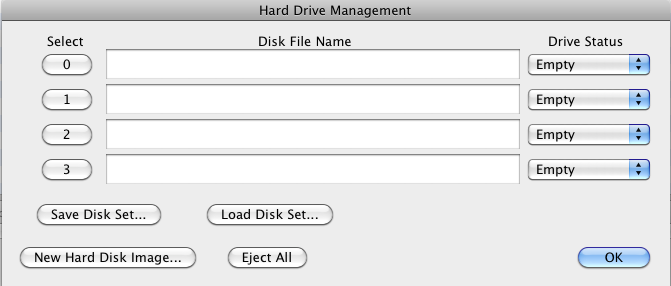 Hard Drive Management
Select Disk File Name Drive Status
0 Empty
1 Empty
2 Empty
3 Empty
Save Disk Set... Load Disk Set...
New Hard Disk Image... Eject All OK